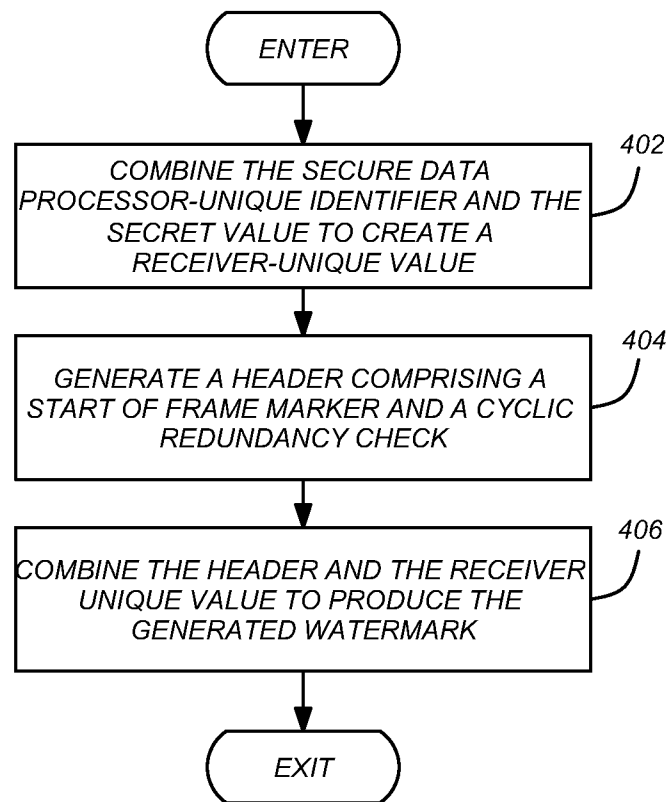 ENTER
402
COMBINE THE SECURE DATA
PROCESSOR-UNIQUE IDENTIFIER AND THE
SECRET VALUE TO CREATE A
RECEIVER-UNIQUE VALUE
404
GENERATE A HEADER COMPRISING A
START OF FRAME MARKER AND A CYCLIC
REDUNDANCY CHECK
406
COMBINE THE HEADER AND THE RECEIVER
UNIQUE VALUE TO PRODUCE THE
GENERATED WATERMARK
EXIT